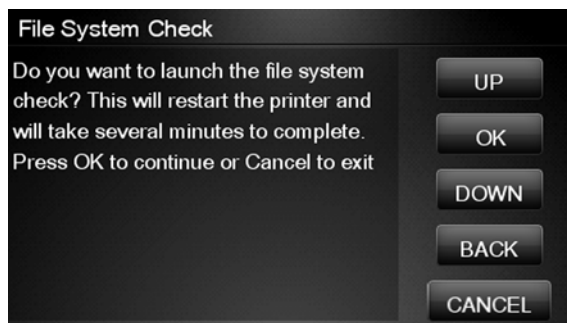 File System Check
Do you want to launch the file system
check? This will restart the printer and
will take several minutes to complete.
Press OK to continue or Cancel to exit
UP
OK
DOWN
BACK
CANCEL